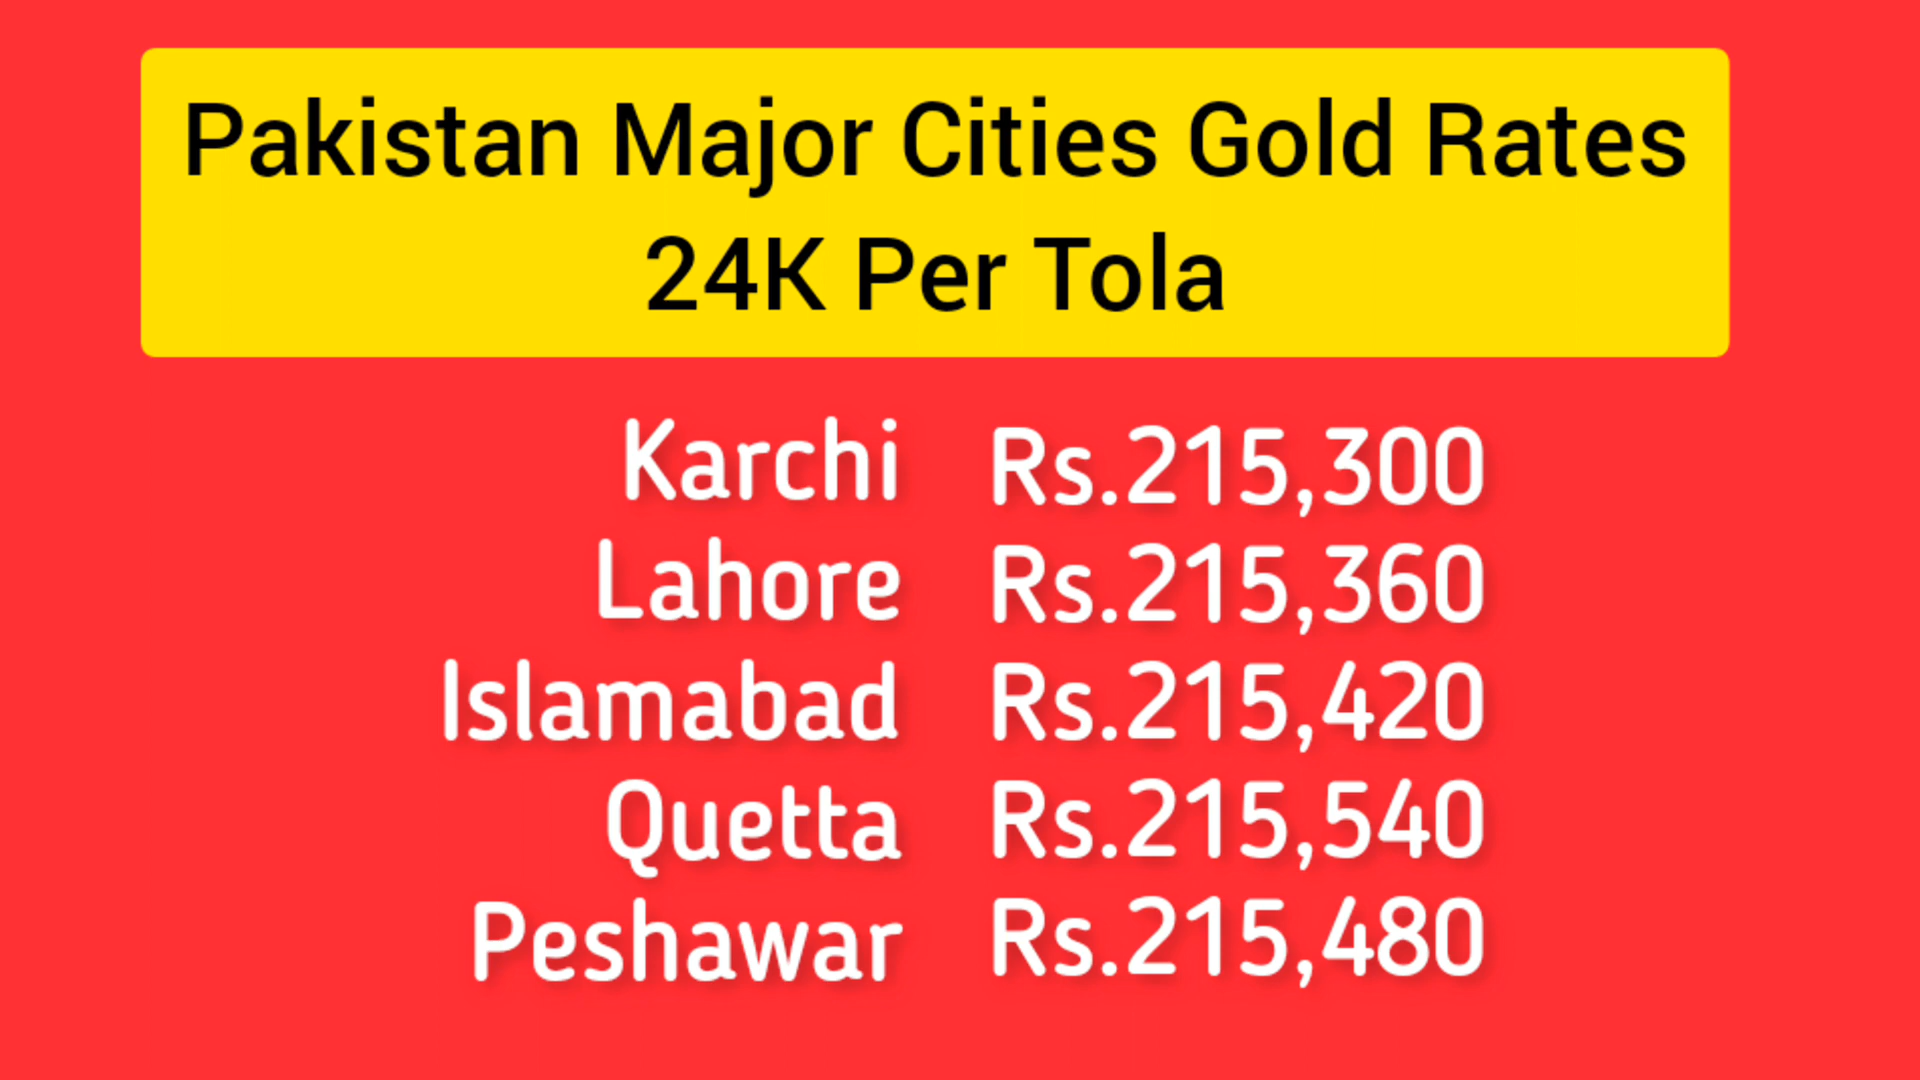 Pakistan Major Cities Gold Rates
24K Per Tola
Karchi Rs.215,300
Lahore Rs.215,360
Islamabad Rs.215,420
Quetta Rs.215,540
Peshawar Rs.215,480